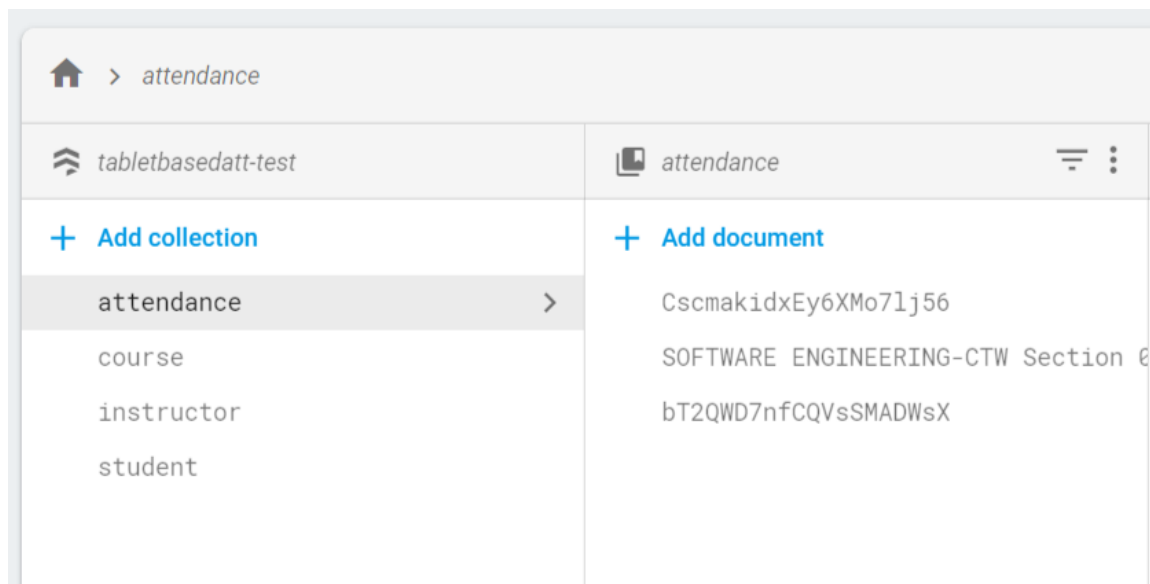 attendance
tabletbasedatt-test
attendance
Add collection
Add document
attendance
course
instructor
student
CscmakidxEy6XMo7lj56
SOFTWARE ENGINEERING-CTW Section
bT2QWD7nfCQVsSMADWsX